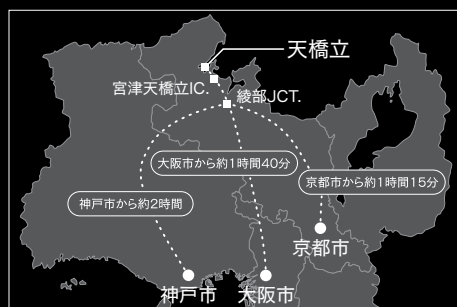 天橋立
宮津天橋立IC.
綾部JCT.
大阪市から約1時間40分
京都市から約1時間15分
神戸市から約2時間
京都市
神戸市
大阪市